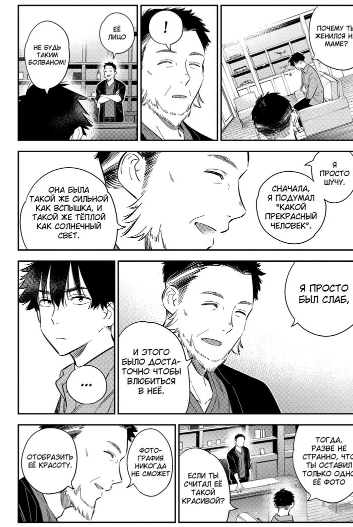 ПОЧЕМУ ТЫ
ЖЕНИЛСЯ НА
МАМЕ?
!
ЕЁ
ЛИЦО
НЕ БУДЬ
ТАКИМ
БОЛВАНОМ!
Я
ПРОСТО
ШУЧУ.
СНАЧАЛА,
Я ПОДУМАЛ
"КАКОЙ
ПРЕКРАСНЫЙ
ЧЕЛОВЕК".
ОНА БЫЛА
ТАКОЙ ЖЕ СИЛЬНОЙ
КАК ВСПЫШКА, И
ТАКОЙ ЖЕ ТЁПЛОЙ
КАК СОЛНЕЧНЫЙ
СВЕТ.
Я ПРОСТО
БЫЛ СЛАБ,
И ЭТОГО
БЫЛО ДОСТА-
ТОЧНО ЧТОБЫ
ВЛЮБИТЬСЯ
В НЕЁ.
...
ТОГДА,
РАЗВЕ НЕ
СТРАННО, ЧТО
ТЫ ОСТАВИЛ
ТОЛЬКО ОДНО
ЕЁ ФОТО
ЕСЛИ ТЫ
СЧИТАЛ ЕЁ
ТАКОЙ
КРАСИВОЙ?
ФОТО-
ГРАФИЯ
НИКОГДА
НЕ СМОЖЕТ
ОТОБРАЗИТЬ
ЕЁ КРАСОТУ.